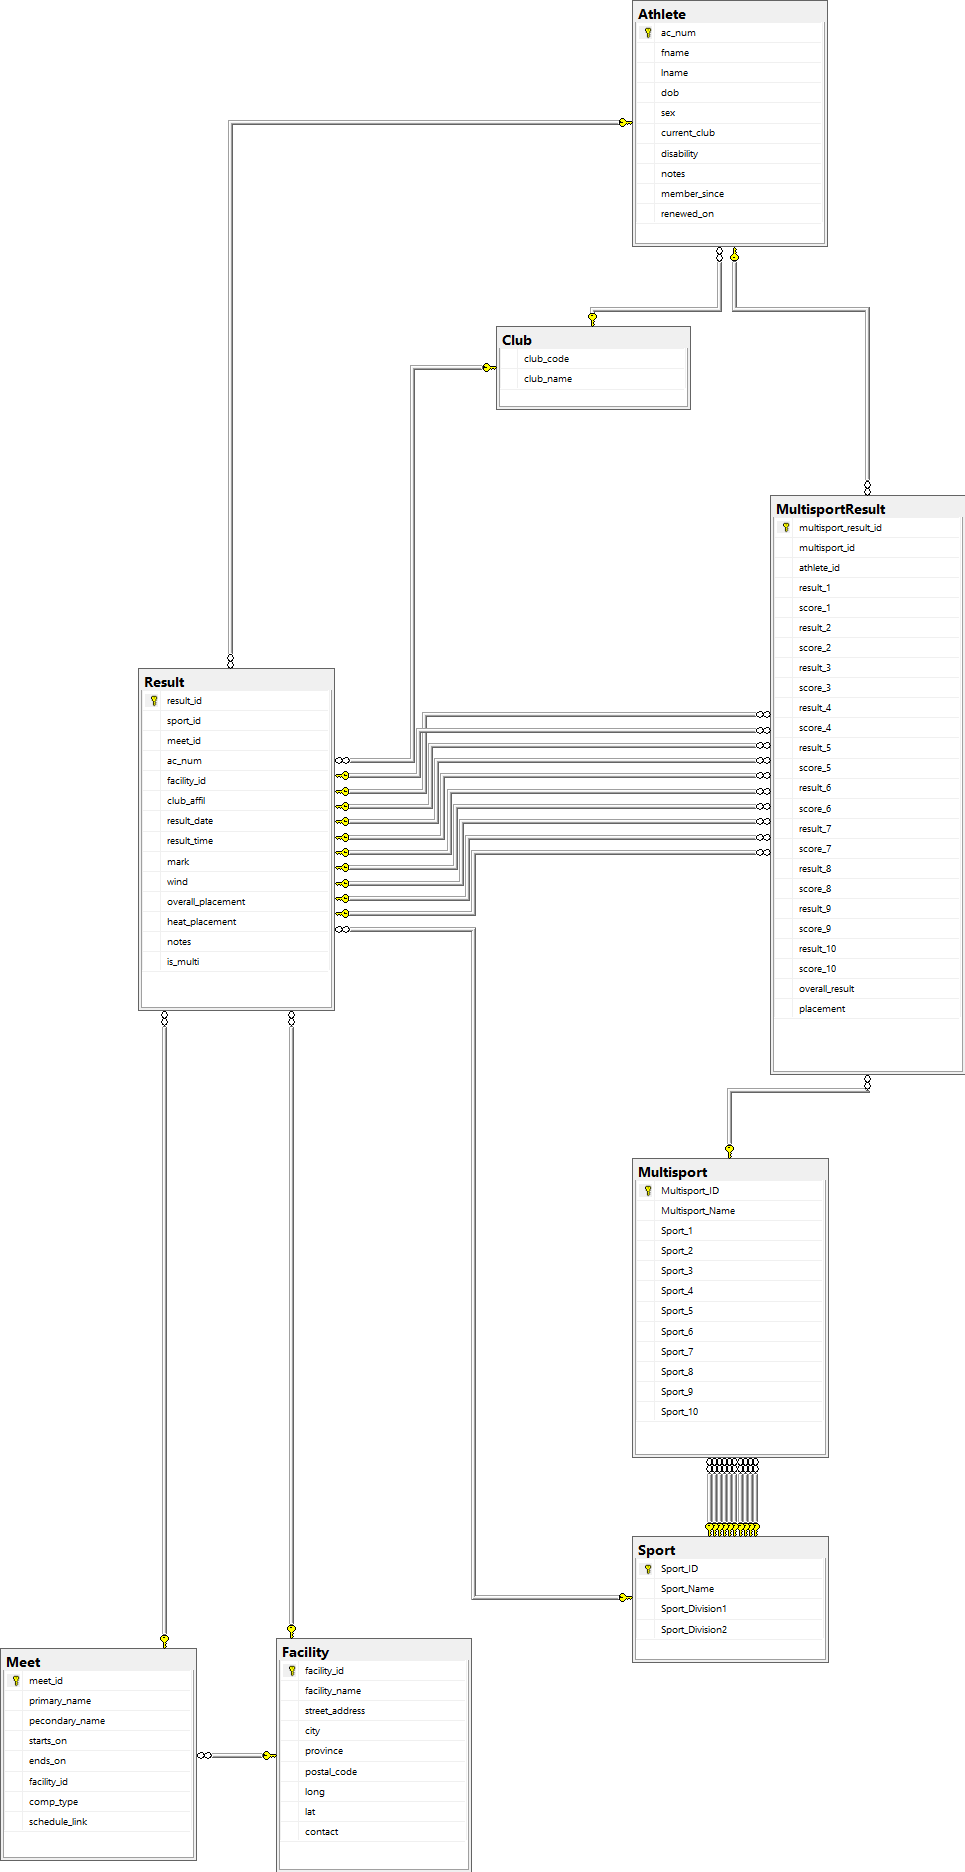 Athlete
ac_num
fname
lname
dob
sex
current_club
disability
notes
member_since
renewed_on
Club
club_code
club_name
MultisportResult
multisport_result_id
multisport_id
athlete_id
result_1
score_1
result_2
score_2
result_3
score_3
result_4
score_4
result_5
score_5
result_6
score_6
result_7
score_7
result_8
score_8
result_9
score_9
result_10
score_10
overall_result
placement
Result
result_id
sport_id
meet_id
ac_num
facility_id
club_affil
result_date
result_time
mark
wind
overall_placement
heat_placement
notes
is_multi
Multisport
Multisport_ID
Multisport_Name
Sport_1
Sport_2
Sport_3
Sport_4
Sport_5
Sport_6
Sport_7
Sport_8
Sport_9
Sport_10
Sport
Sport_ID
Sport_Name
Sport_Division1
Sport_Division2
Meet
meet_id
primary_name
pecondary_name
starts_on
ends_on
facility_id
comp_type
schedule_link
Facility
facility_id
facility_name
street_address
city
province
postal_code
long
lat
contact